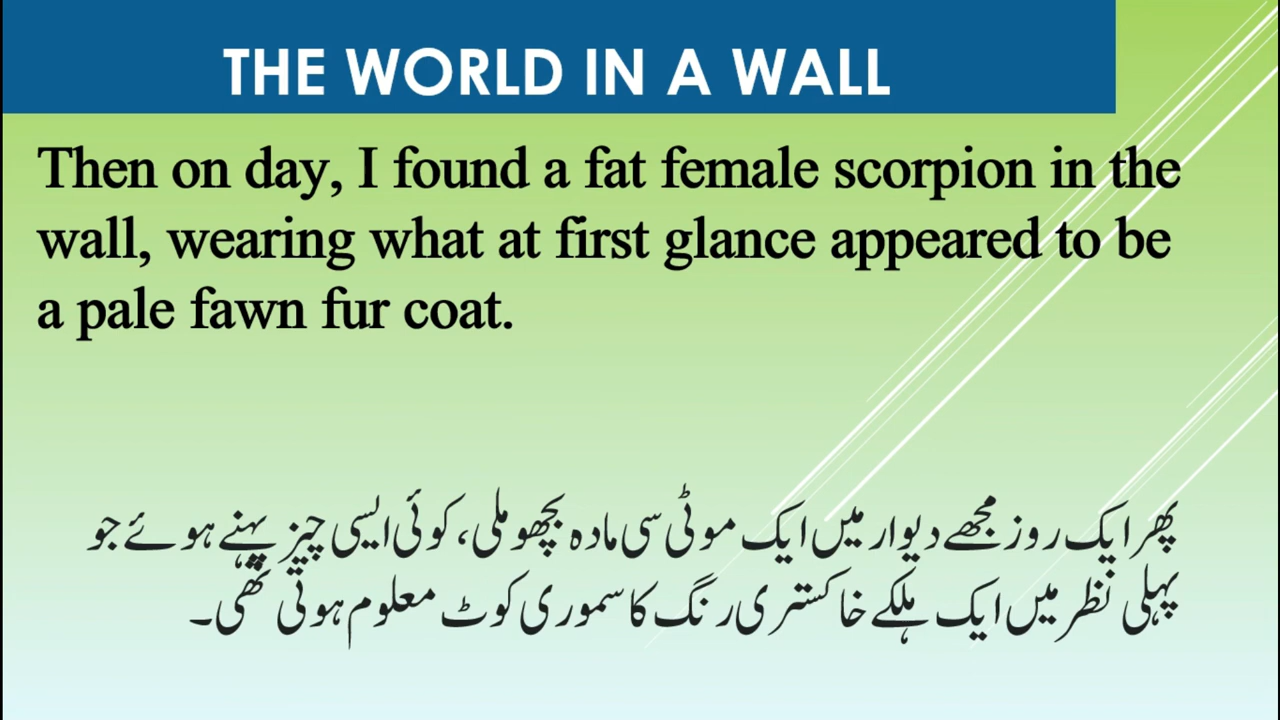 THE WORLD IN A WALL
Then on day, I found a fat female scorpion in the
wall, wearing what at first glance appeared to be
a pale fawn fur coat.
پھر ایک روز مجھے دیوار میں ایک موٹی سی مادہ بچھو ملی، کوئی ایسی چیز پہنے ہوئے جو
پہلی نظر میں ایک ہلکے خاکستری رنگ کا سموری کوٹ معلوم ہوتی تھی۔